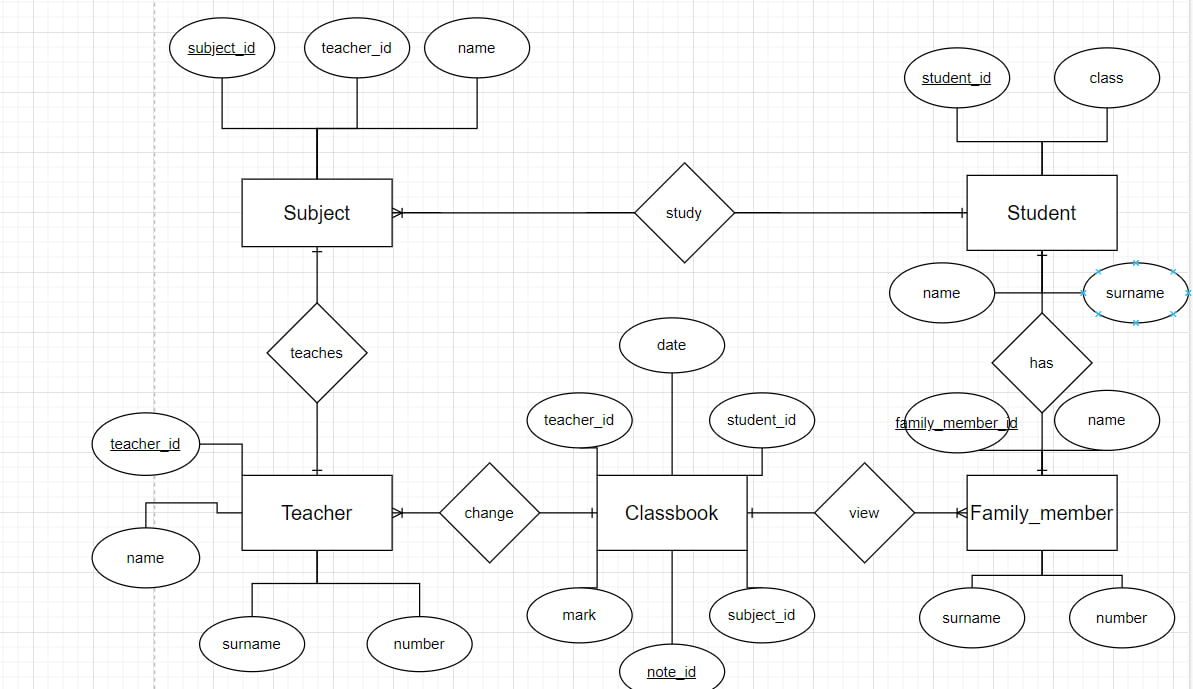 subject_id
teacher_id
name
student_id
class
Subject
study
Student
name
surname
teaches
date
has
teacher_id
student_id
family_member_id
name
teacher_id
Teacher
change
Classbook
view
Family_member
name
mark
subject_id
surname
number
surname
number
note_id